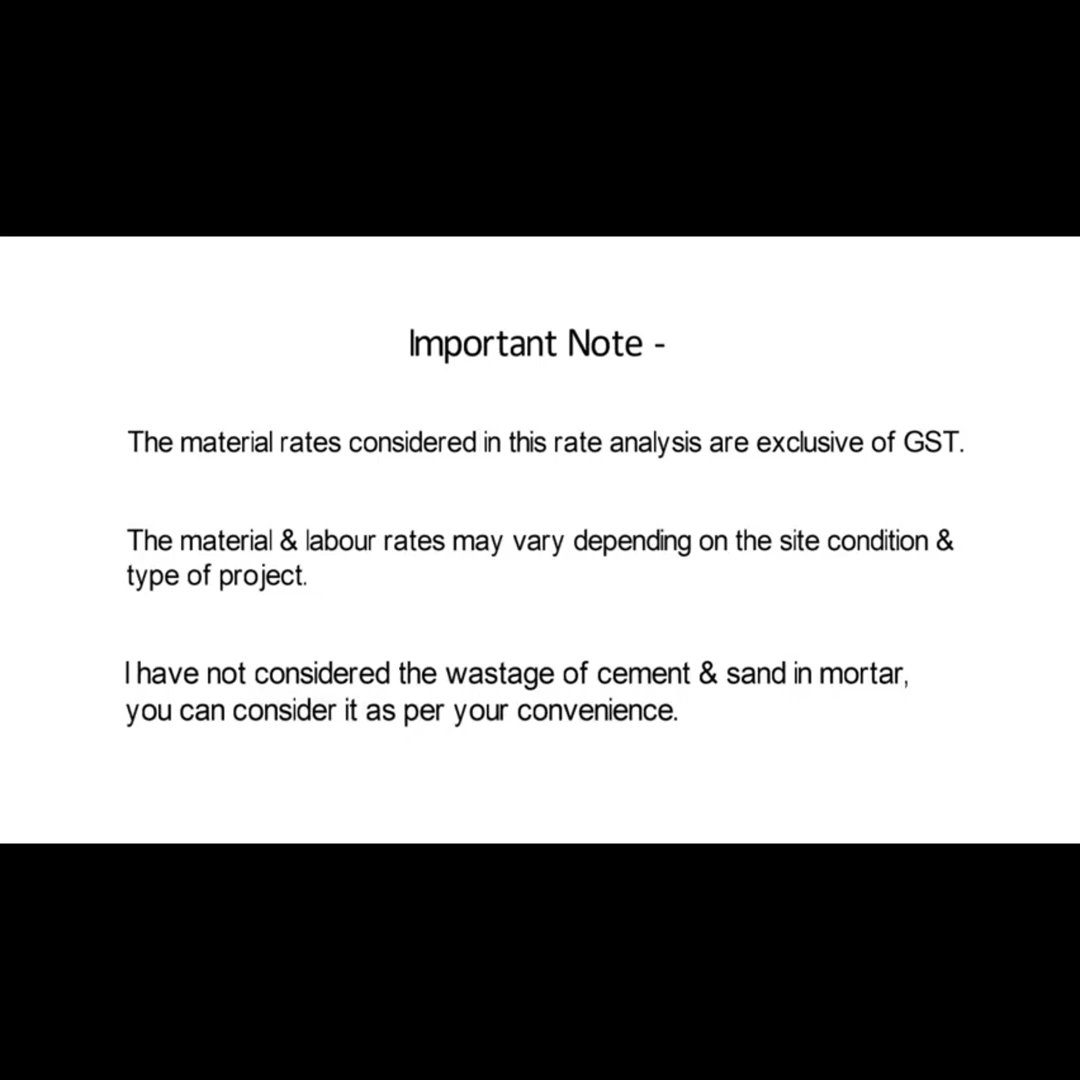 Important Note -
The material rates considered in this rate analysis are exclusive of GST.
The material & labour rates may vary depending on the site condition &
type of project.
I have not considered the wastage of cement & sand in mortar,
you can consider it as per your convenience.